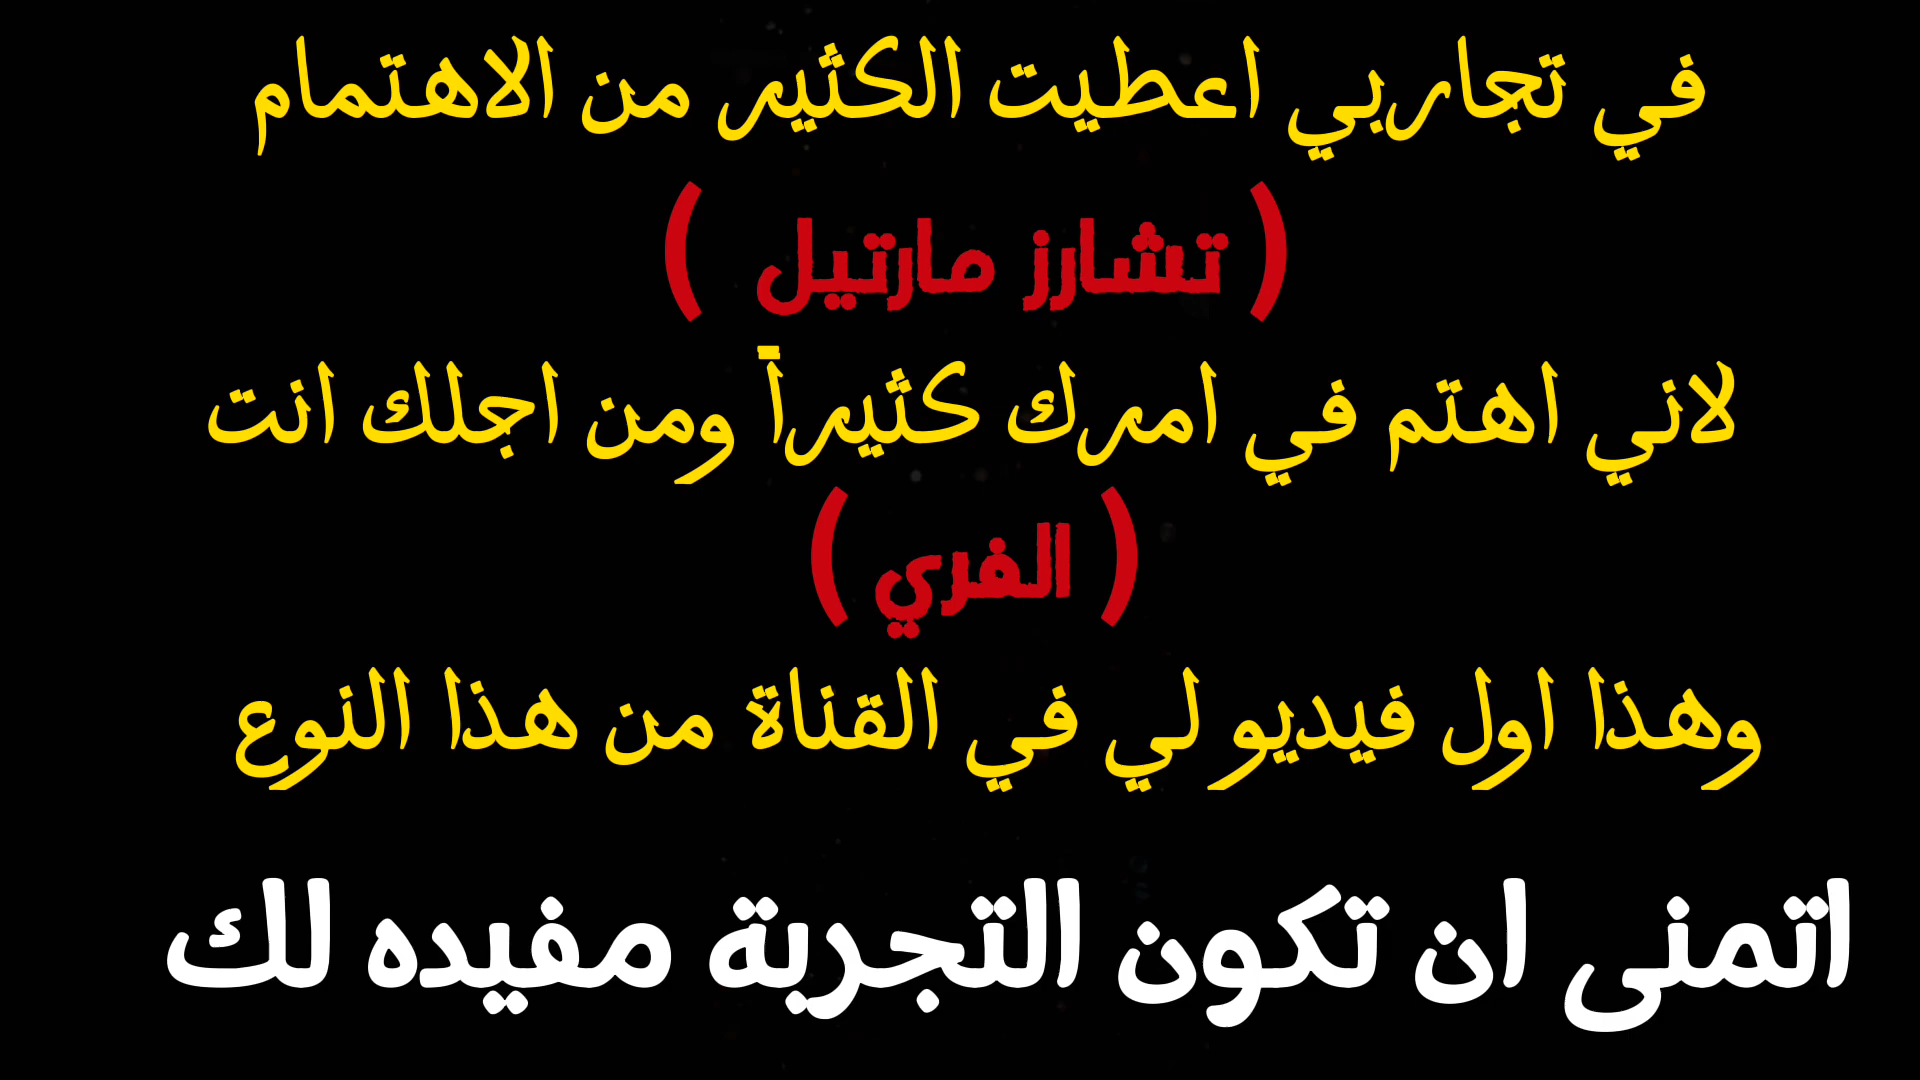 في تجاربي اعطيت الكثير من الاهتمام
( تشارز مارتيل )
لاني اهتم في امرك كثيراً ومن اجلك انت
( الفري )
وهذا اول فيديو لي في القناة من هذا النوع
اتمنى ان تكون التجربة مفيده لك